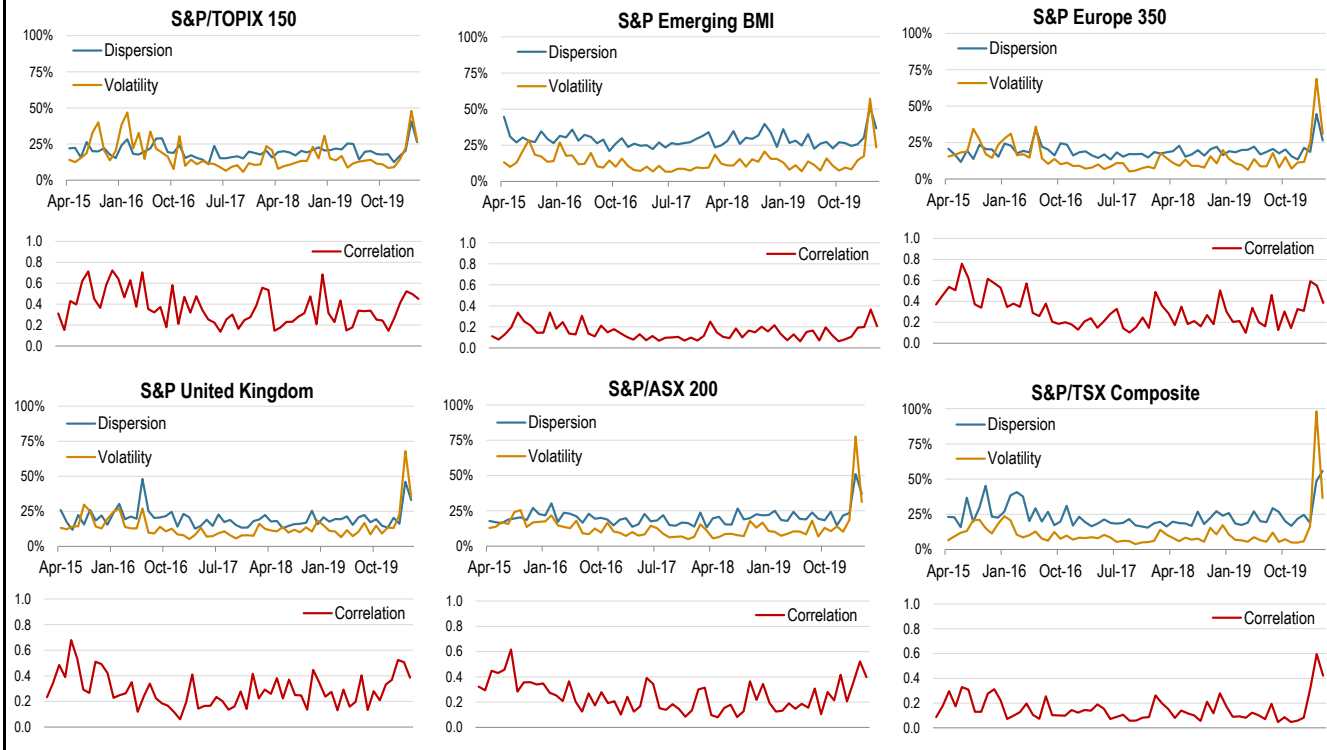 S&P/TOPIX 150
100%
75%
50%
25%
0%
Dispersion
Volatility
Apr-15 Jan-16 Oct-16 Jul-17 Apr-18 Jan-19 Oct-19
1.0
0.8
0.6
0.4
0.2
0.0
Correlation
S&P Emerging BMI
100%
75%
50%
25%
0%
Dispersion
Volatility
Apr-15 Jan-16 Oct-16 Jul-17 Apr-18 Jan-19 Oct-19
1.0
0.8
0.6
0.4
0.2
0.0
Correlation
S&P Europe 350
100%
75%
50%
25%
0%
Dispersion
Volatility
Apr-15 Jan-16 Oct-16 Jul-17 Apr-18 Jan-19 Oct-19
1.0
0.8
0.6
0.4
0.2
0.0
Correlation
S&P United Kingdom
100%
75%
50%
25%
0%
Dispersion
Volatility
Apr-15 Jan-16 Oct-16 Jul-17 Apr-18 Jan-19 Oct-19
1.0
0.8
0.6
0.4
0.2
0.0
Correlation
S&P/ASX 200
100%
75%
50%
25%
0%
Dispersion
Volatility
Apr-15 Jan-16 Oct-16 Jul-17 Apr-18 Jan-19 Oct-19
1.0
0.8
0.6
0.4
0.2
0.0
Correlation
S&P/TSX Composite
100%
75%
50%
25%
0%
Dispersion
Volatility
Apr-15 Jan-16 Oct-16 Jul-17 Apr-18 Jan-19 Oct-19
1.0
0.8
0.6
0.4
0.2
0.0
Correlation